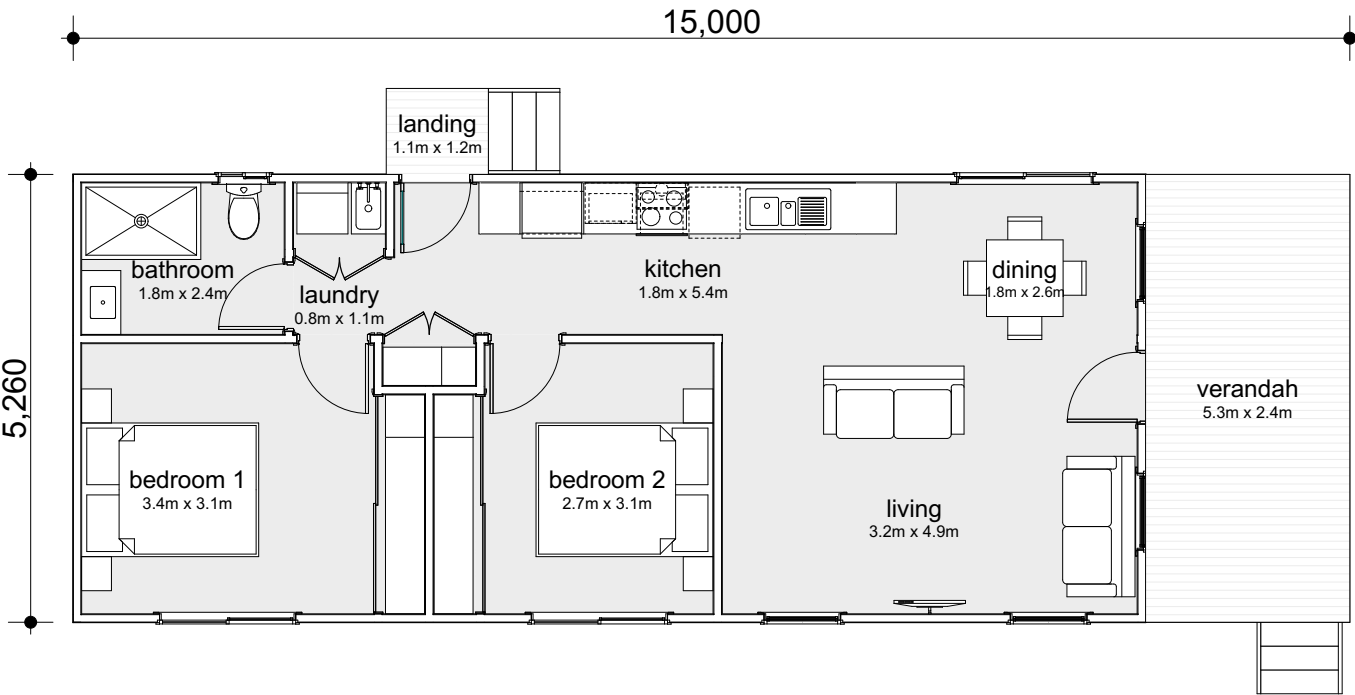 15,000
landing
1.1m x 1.2m
5,260
bathroom
1.8m x 2.4m
laundry
0.8m x 1.1m
kitchen
1.8m x 5.4m
dining
1.8m x 2.6m
verandah
5.3m x 2.4m
bedroom 1
3.4m x 3.1m
bedroom 2
2.7m x 3.1m
living
3.2m x 4.9m